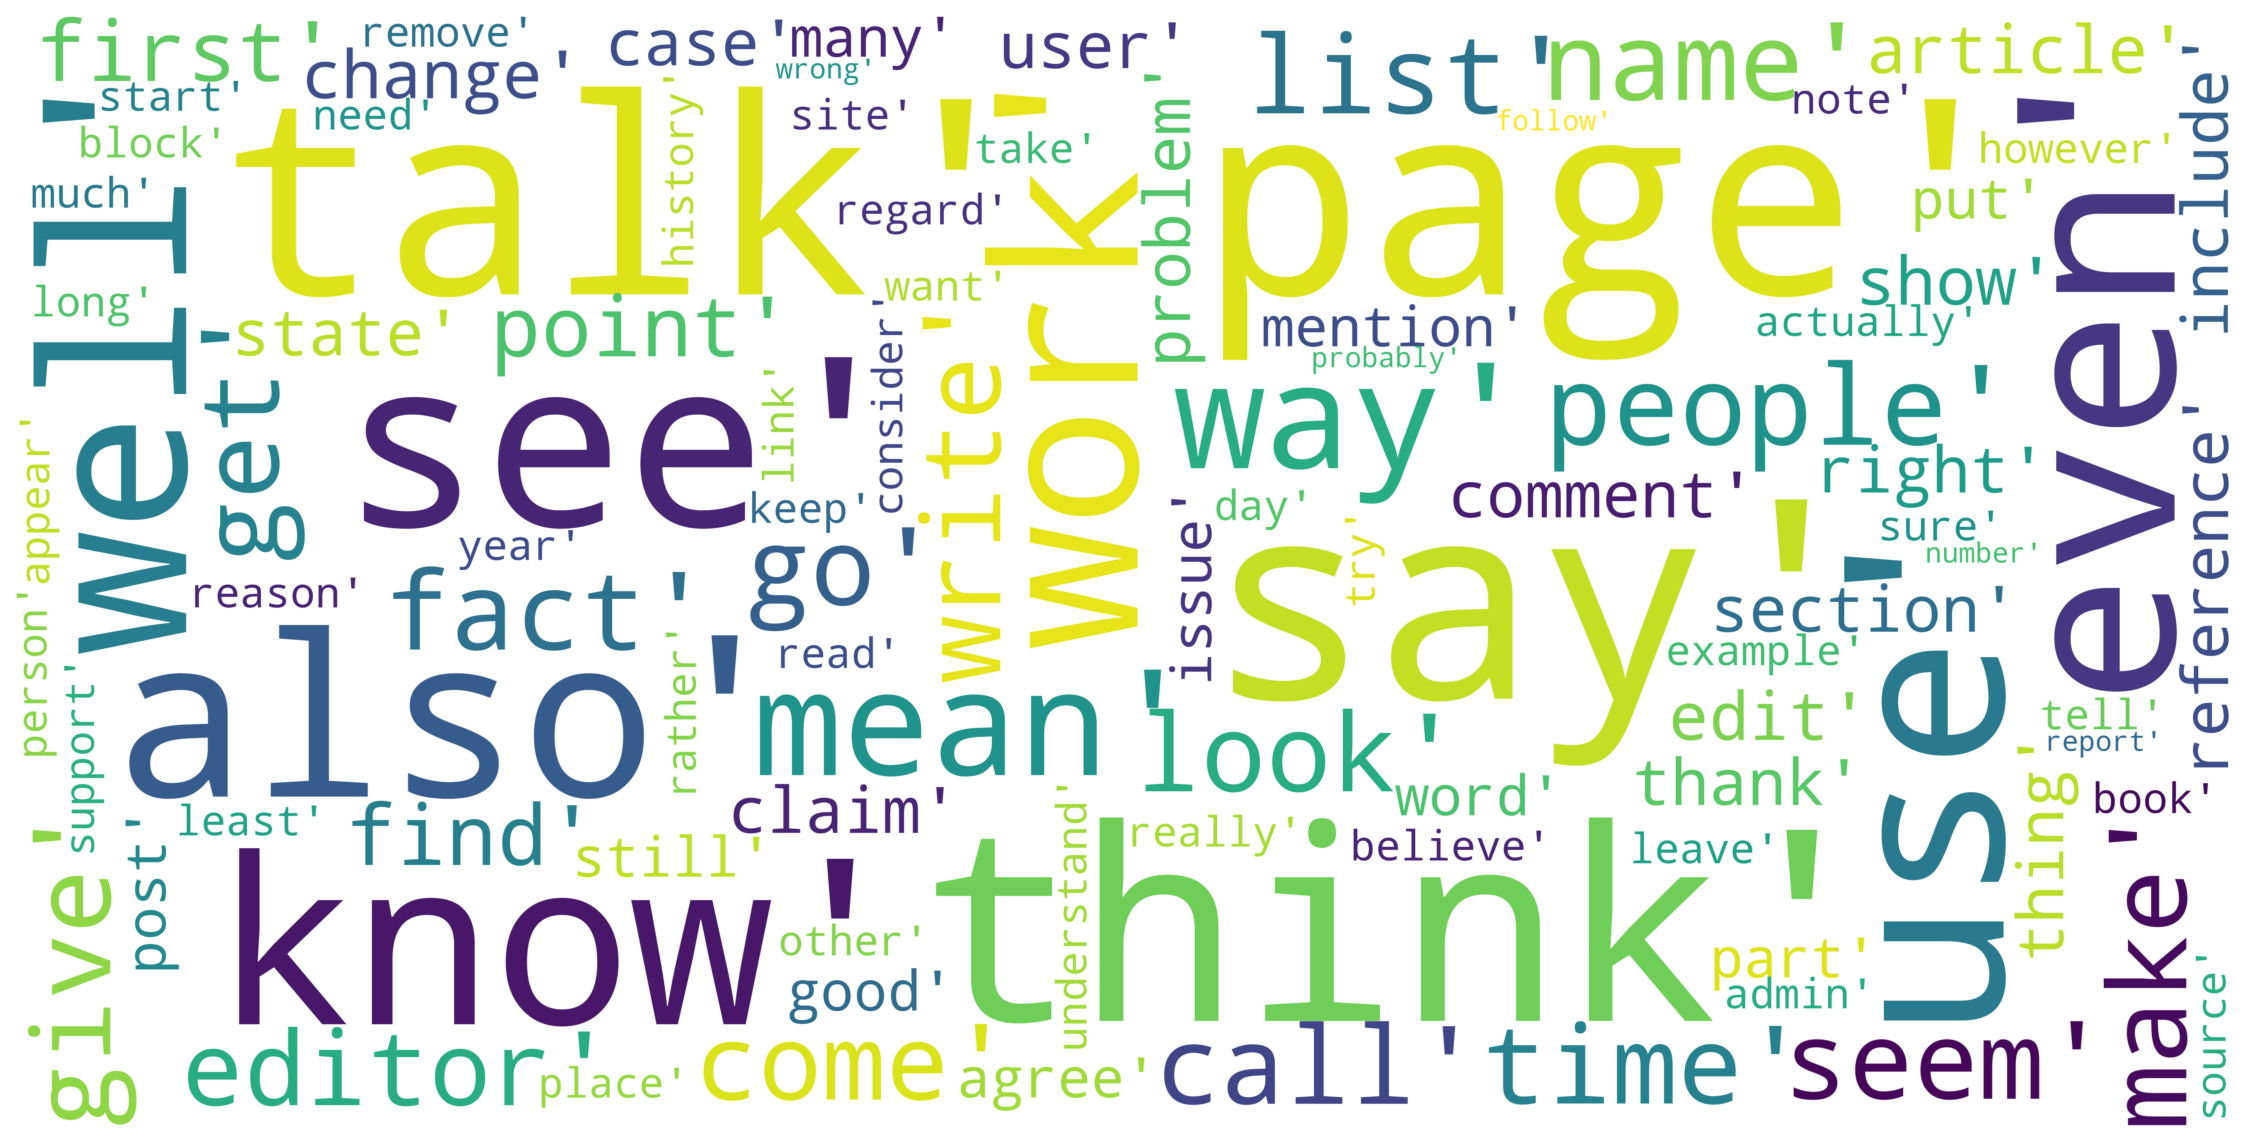 first'
remove'
change'
case'
many'
wrong'
user'
list'
name'
article'
start'
need'
site'
note'
follow'
block'
talk'
history'
take'
page'
however'
much'
regard'
problem'
put'
include'
well'
want'
work'
show'
even'
long'
state'
point'
mention'
actually'
get'
see'
link'
consider'
write'
probably'
way'
people'
right'
reference'
appear'
keep'
day'
comment'
sure'
number'
year'
go'
issue'
try'
say'
use'
reason'
fact'
section'
person'
also'
read'
example'
support'
rather'
mean'
look'
edit'
tell'
report'
thank'
word'
thing'
book'
claim'
least'
find'
still'
really'
believe'
leave'
give'
post'
know'
think'
understand'
make'
other'
good'
part'
admin'
source'
editor'
place'
come'
agree'
call'
time'
seem'